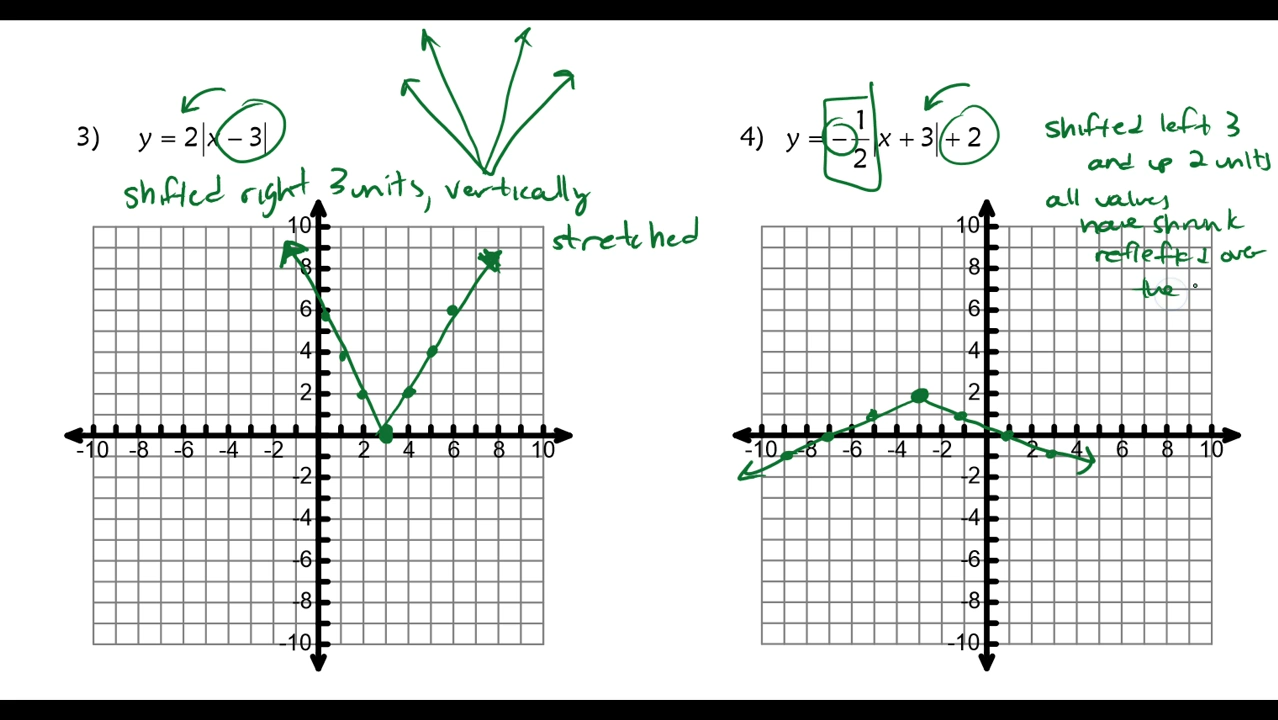 3) y = 2|x − 3|
shifted right 3 units, vertically
stretched
10
8
6
4
2
-10 -8 -6 -4 -2 2 4 6 8 10
-2
-4
-6
-8
-10
4) y = −1/2|x + 3| + 2
shifted left 3
and up 2 units
all values
have shrunk
reflected over
the
10
8
6
4
2
-10 -8 -6 -4 -2 2 4 6 8 10
-2
-4
-6
-8
-10